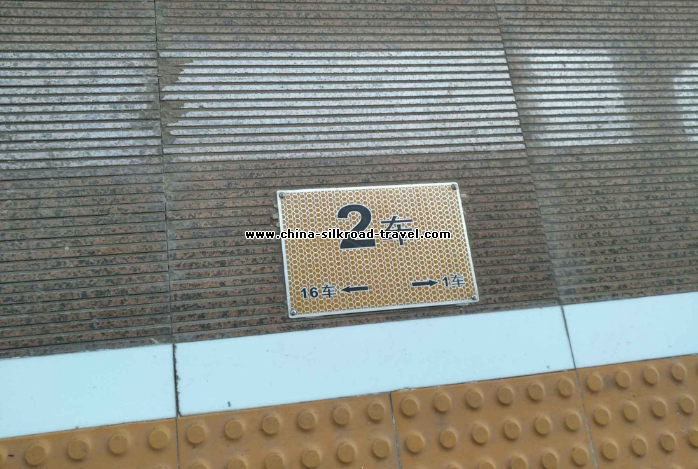 2车
www.china-silkroad-travel.com
16车 ← → 1车